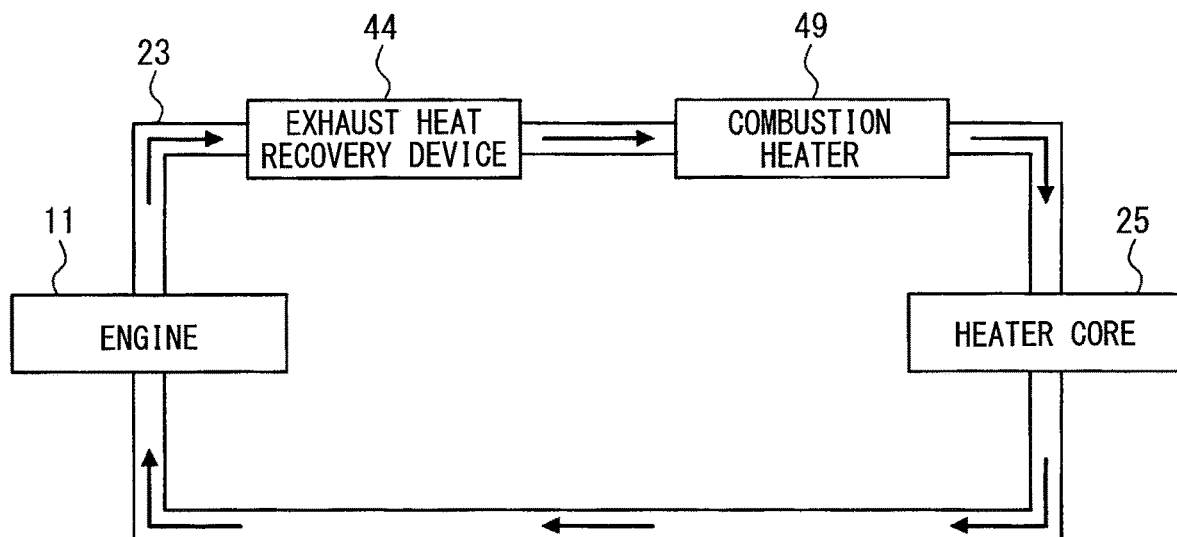 44
49
23
EXHAUST HEAT
RECOVERY DEVICE
COMBUSTION
HEATER
11
25
ENGINE
HEATER CORE